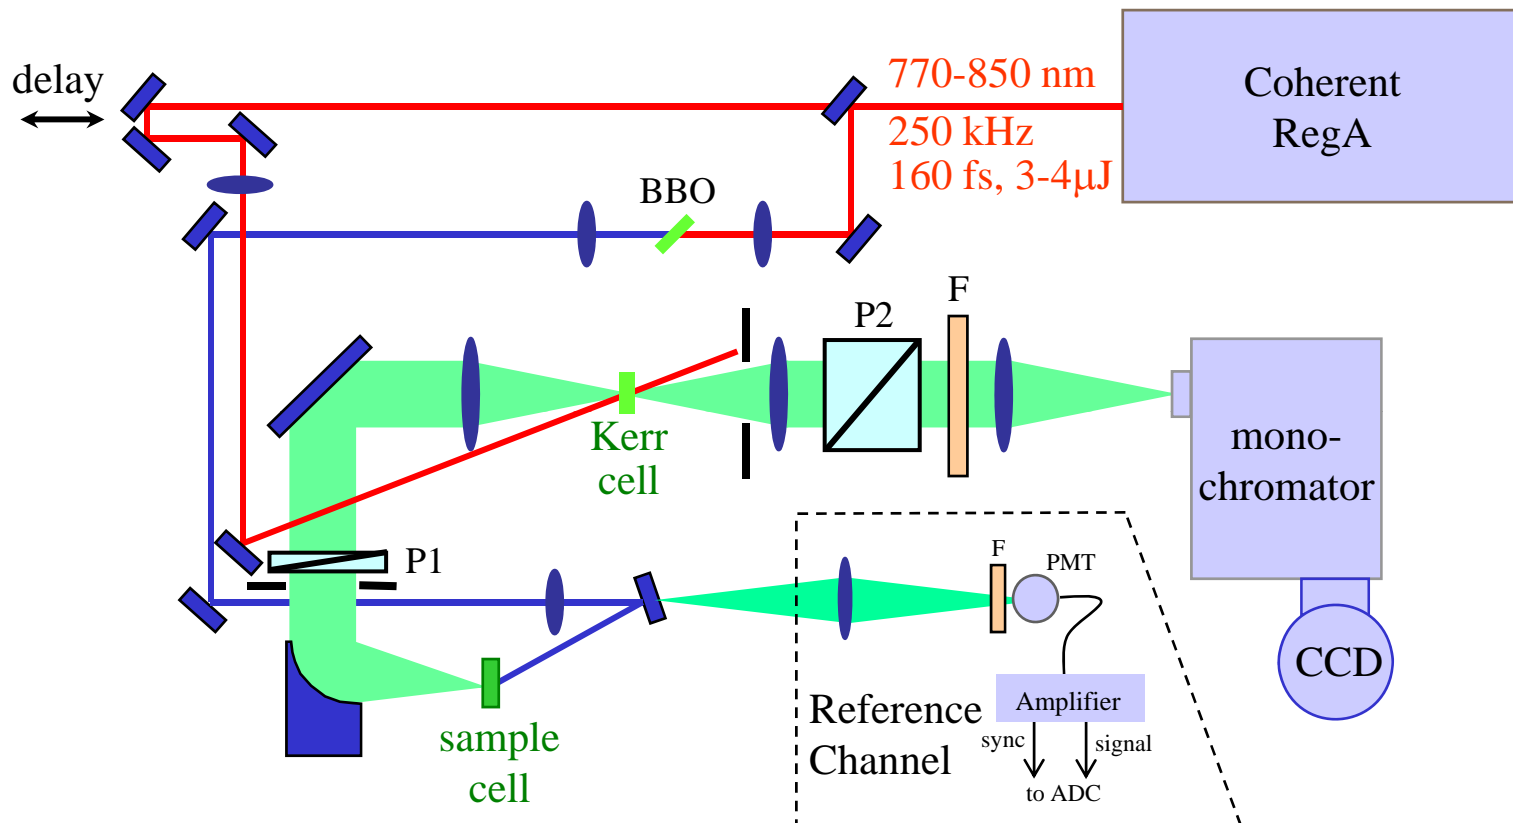 delay
770-850 nm
250 kHz
160 fs, 3-4μJ
Coherent
RegA
BBO
P2
F
Kerr
cell
mono-
chromator
P1
F
PMT
CCD
sample
cell
Reference
Channel
Amplifier
sync
signal
to ADC